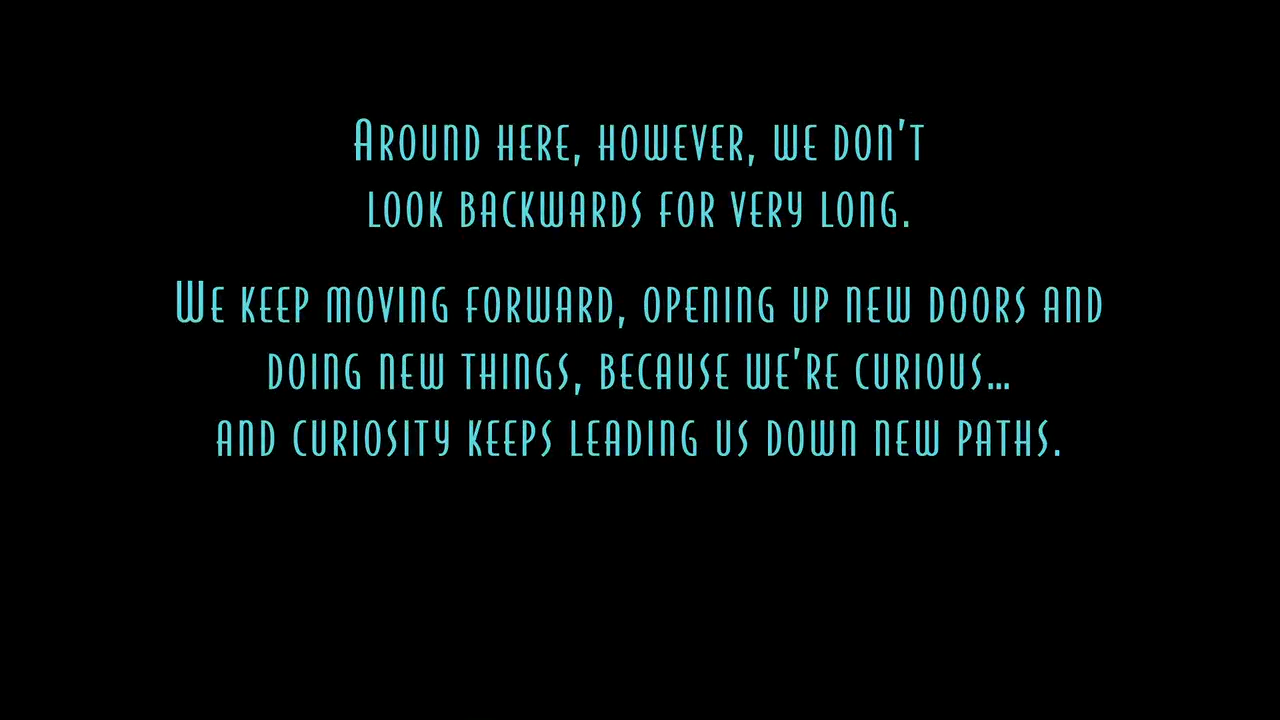 Around here, however, we don't
look backwards for very long.
We keep moving forward, opening up new doors and
doing new things, because we're curious...
and curiosity keeps leading us down new paths.